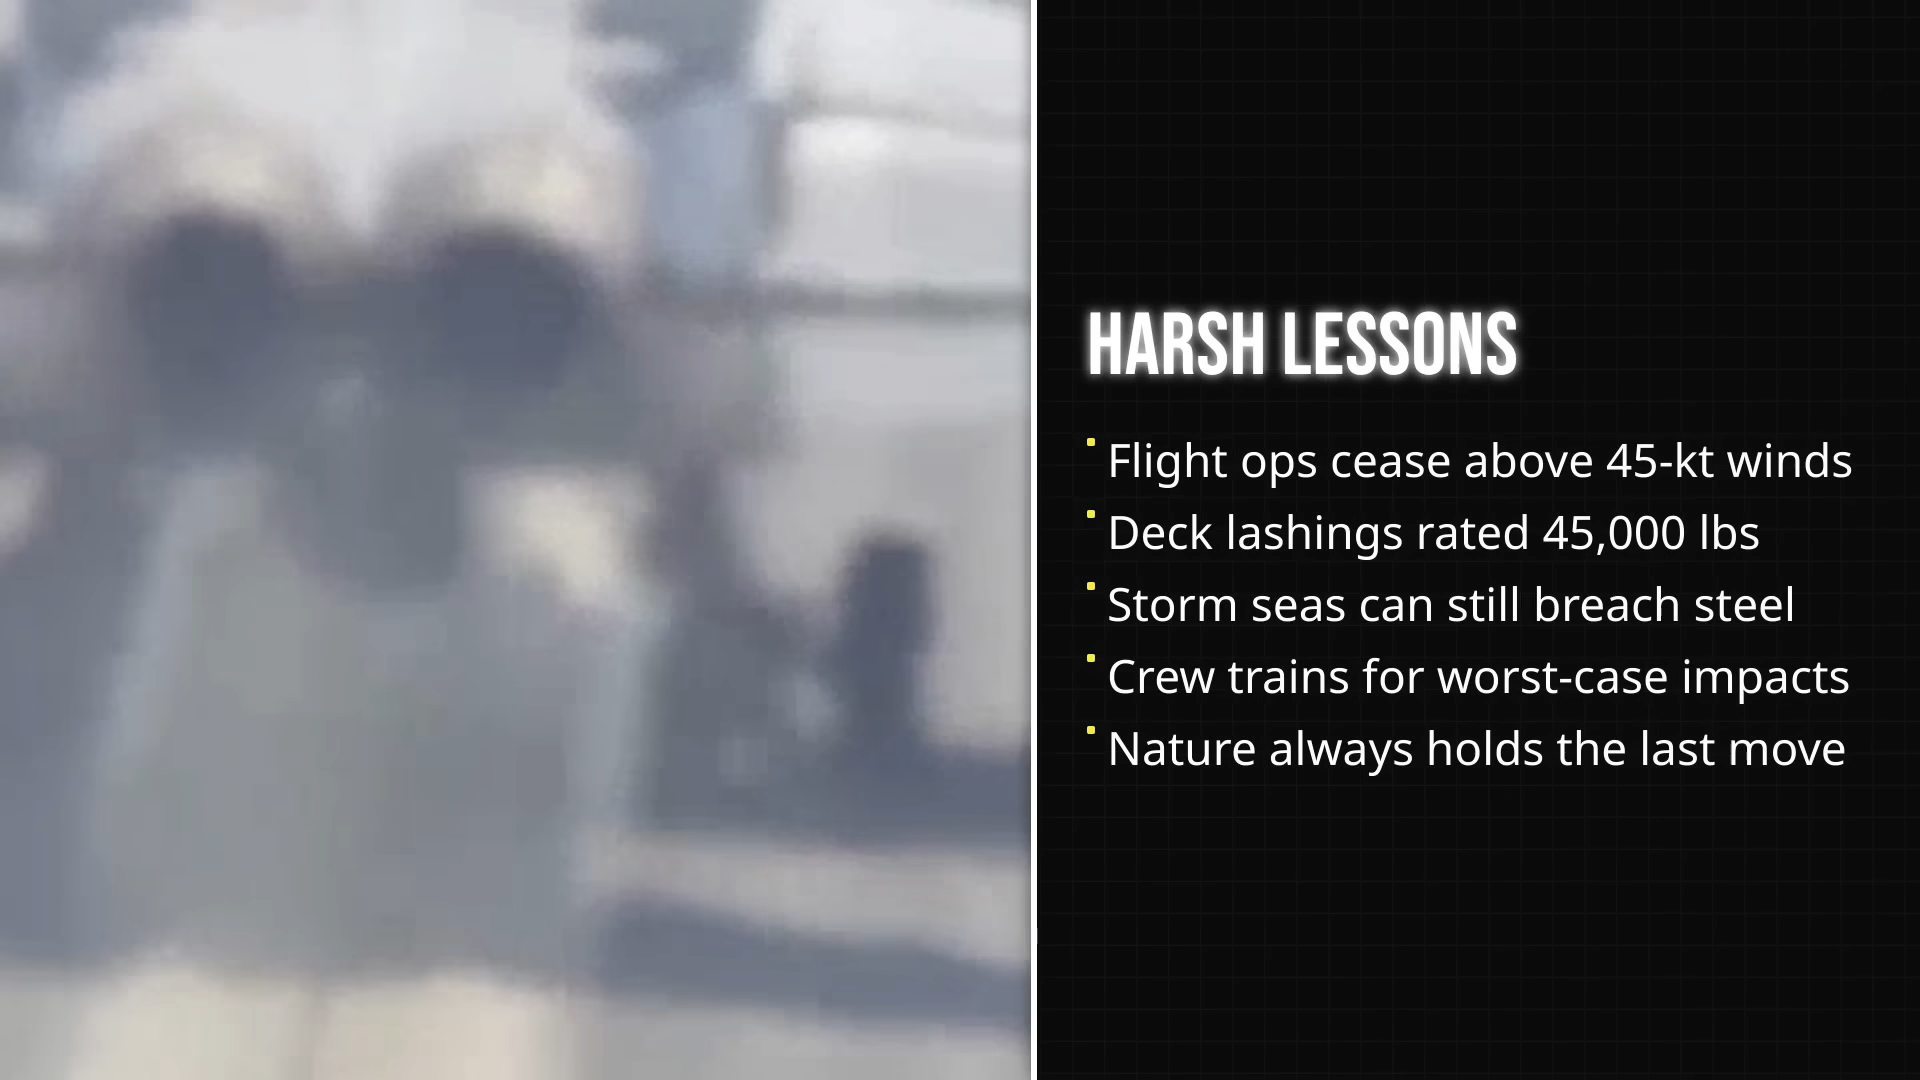 HARSH LESSONS
Flight ops cease above 45-kt winds
Deck lashings rated 45,000 lbs
Storm seas can still breach steel
Crew trains for worst-case impacts
Nature always holds the last move